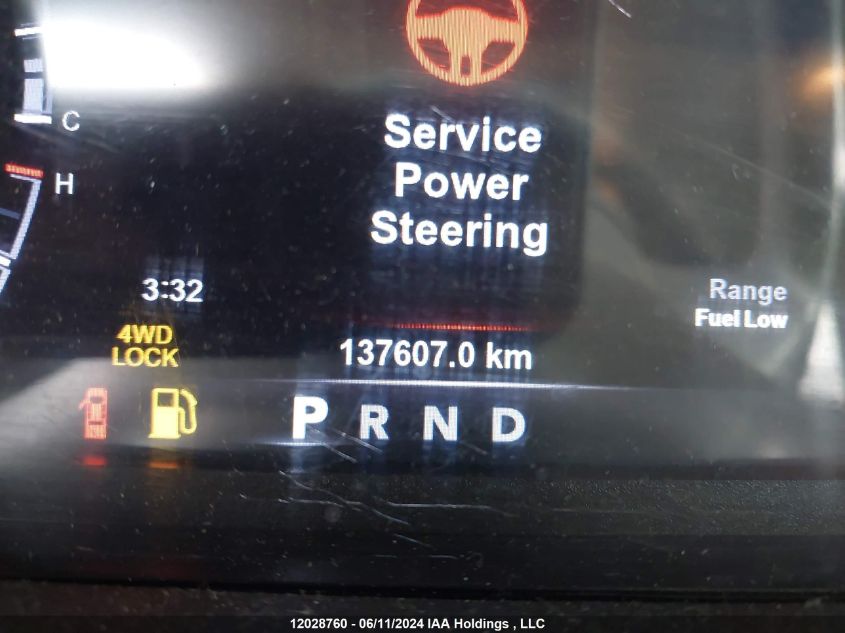 C
Service
Power
Steering
H
3:32
Range
Fuel Low
4WD
LOCK
137607.0 km
P R N D
12028760 - 06/11/2024 IAA Holdings , LLC